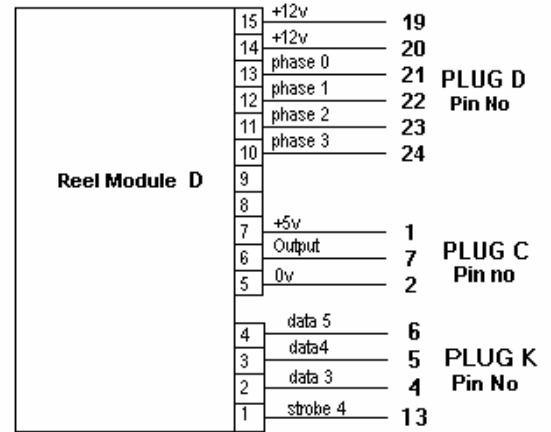 15 +12v 19
14 +12v 20
13 phase 0 21 PLUG D
12 phase 1 22 Pin No
11 phase 2 23
10 phase 3 24
Reel Module D 9
8
7 +5v 1
6 Output 7 PLUG C
5 0v 2 Pin no
4 data 5 6
3 data4 5 PLUG K
2 data 3 4 Pin No
1 strobe 4 13